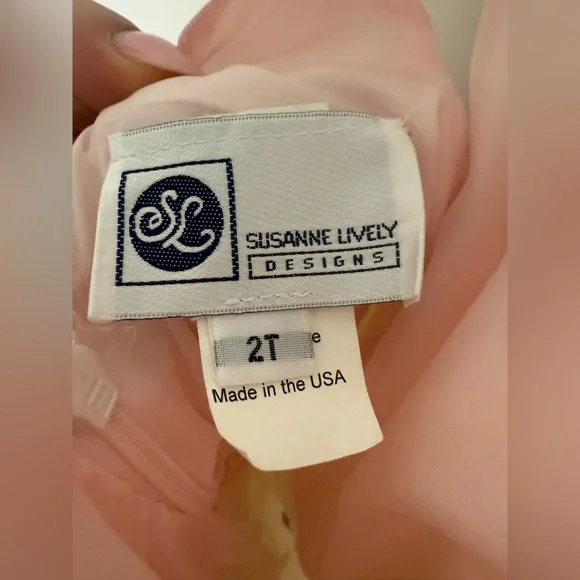 SL
SUSANNE LIVELY
DESIGNS
2T
e
Made in the USA